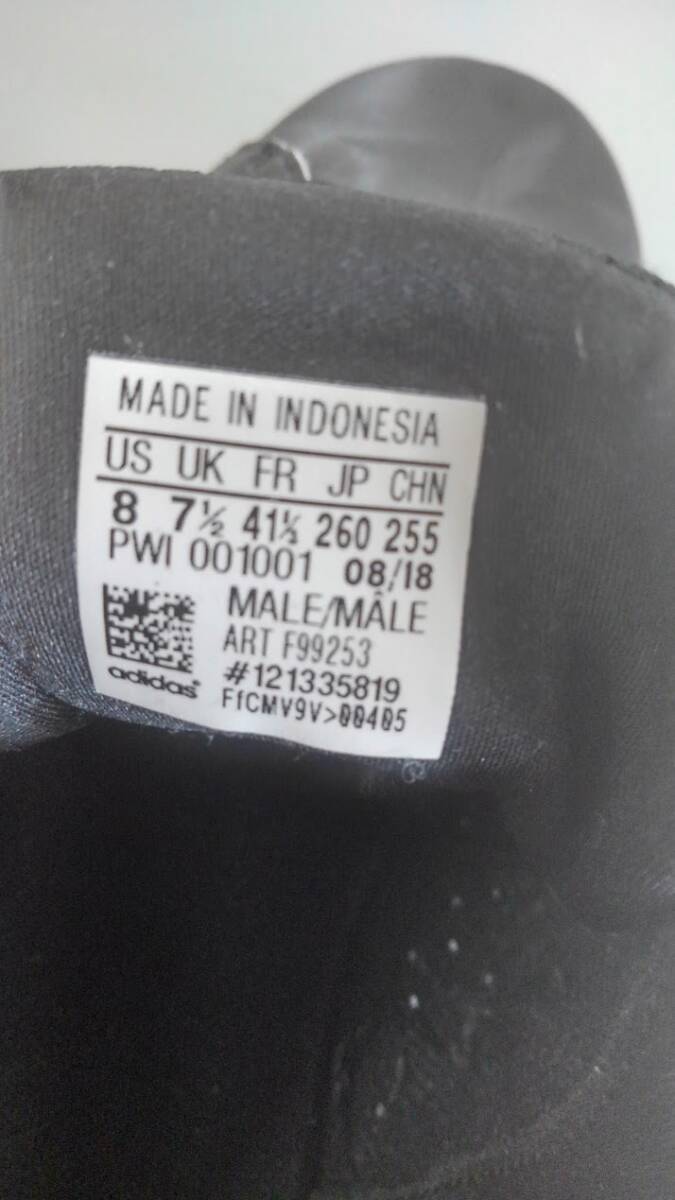 MADE IN INDONESIA
US UK FR JP CHN
8 7½ 41⅓ 260 255
PWI 001001 08/18
MALE/MÂLE
ART F99253
#121335819
adidas
FfCMV9V>00405